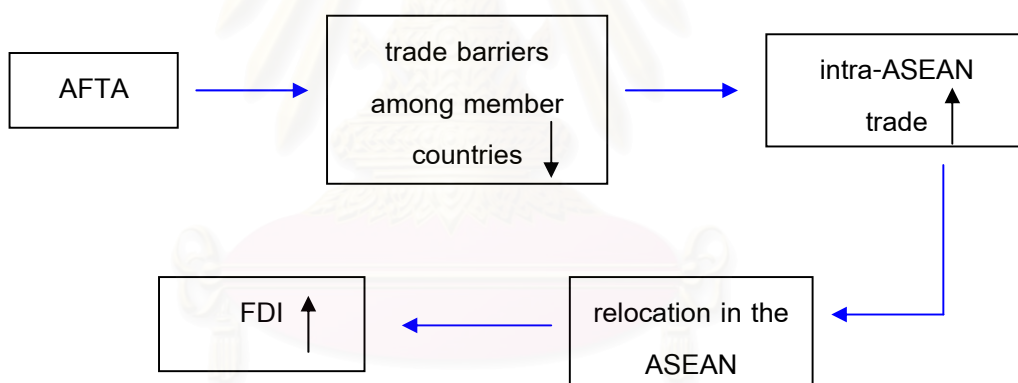 AFTA
trade barriers
among member
countries
intra-ASEAN
trade
relocation in the
ASEAN
FDI